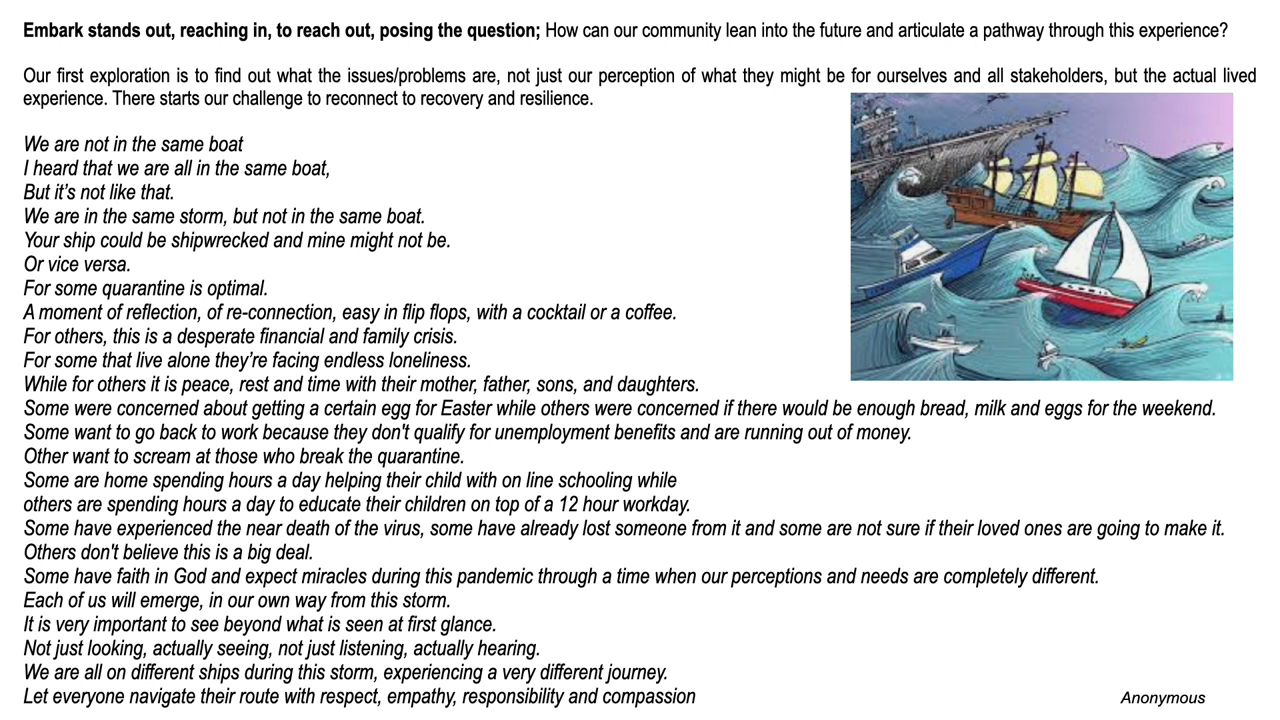 Embark stands out, reaching in, to reach out, posing the question; How can our community lean into the future and articulate a pathway through this experience?
Our first exploration is to find out what the issues/problems are, not just our perception of what they might be for ourselves and all stakeholders, but the actual lived
experience. There starts our challenge to reconnect to recovery and resilience.
We are not in the same boat
I heard that we are all in the same boat,
But it’s not like that.
We are in the same storm, but not in the same boat.
Your ship could be shipwrecked and mine might not be.
Or vice versa.
For some quarantine is optimal.
A moment of reflection, of re-connection, easy in flip flops, with a cocktail or a coffee.
For others, this is a desperate financial and family crisis.
For some that live alone they’re facing endless loneliness.
While for others it is peace, rest and time with their mother, father, sons, and daughters.
Some were concerned about getting a certain egg for Easter while others were concerned if there would be enough bread, milk and eggs for the weekend.
Some want to go back to work because they don't qualify for unemployment benefits and are running out of money.
Other want to scream at those who break the quarantine.
Some are home spending hours a day helping their child with on line schooling while
others are spending hours a day to educate their children on top of a 12 hour workday.
Some have experienced the near death of the virus, some have already lost someone from it and some are not sure if their loved ones are going to make it.
Others don't believe this is a big deal.
Some have faith in God and expect miracles during this pandemic through a time when our perceptions and needs are completely different.
Each of us will emerge, in our own way from this storm.
It is very important to see beyond what is seen at first glance.
Not just looking, actually seeing, not just listening, actually hearing.
We are all on different ships during this storm, experiencing a very different journey.
Let everyone navigate their route with respect, empathy, responsibility and compassion
Anonymous